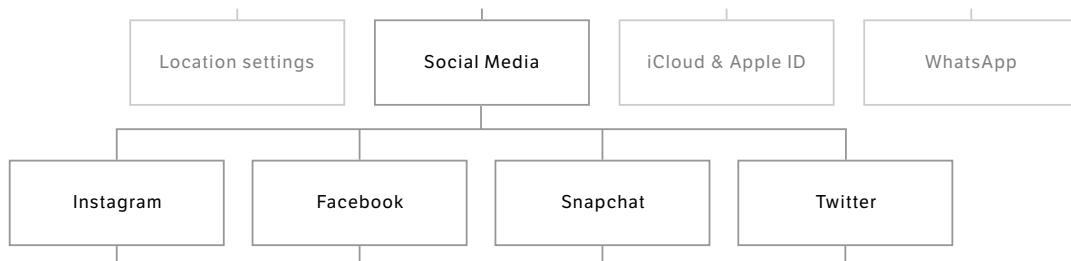 Location settings
Social Media
iCloud & Apple ID
WhatsApp
Instagram
Facebook
Snapchat
Twitter